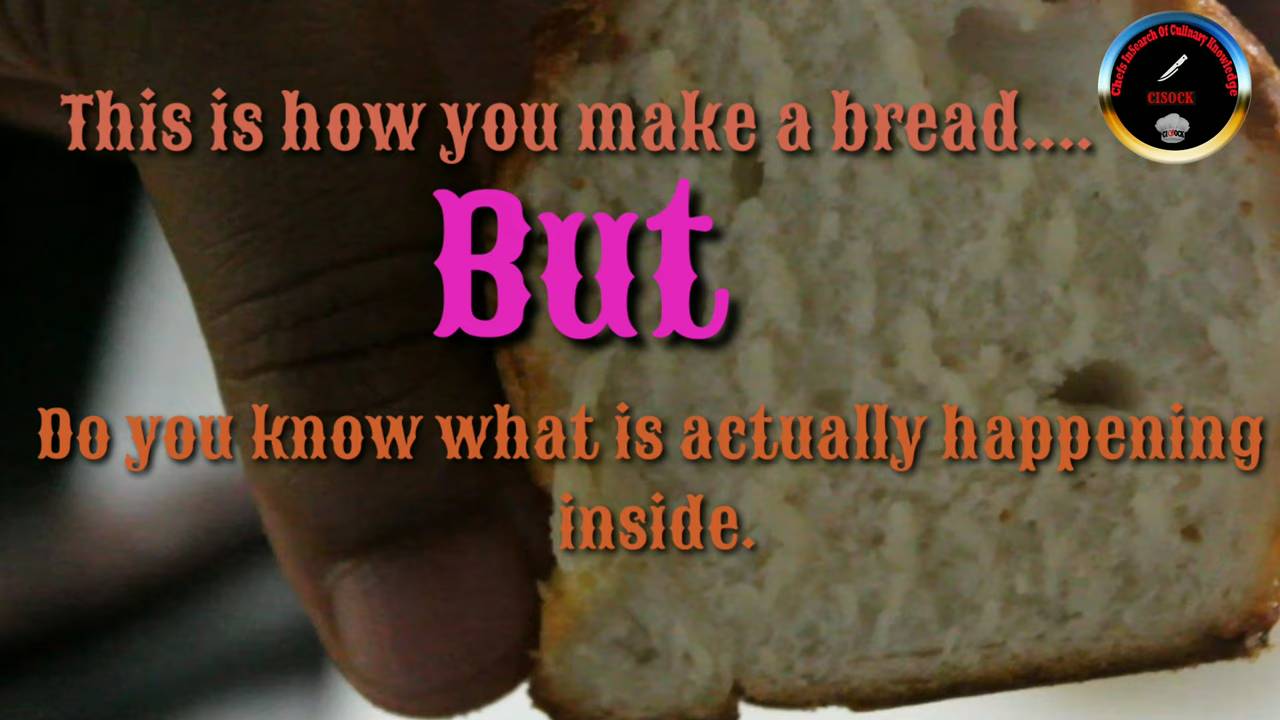 Chefs InSearch Of Culinary Knowledge
CISOCK
CISOCK
This is how you make a bread....
But
Do you know what is actually happening
inside.